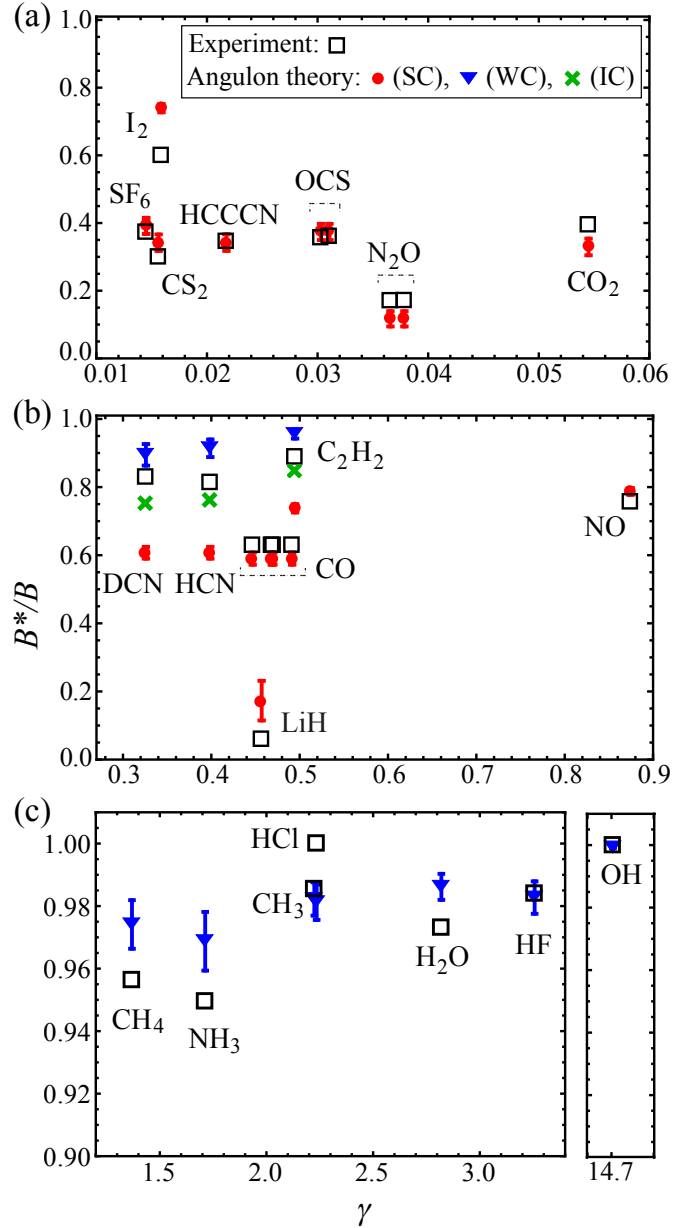 (a)
1.0
0.8
0.6
0.4
0.2
0.0
Experiment:
Angulon theory: (SC), (WC), (IC)
I₂
SF₆
CS₂
HCCCN
OCS
N₂O
CO₂
0.01 0.02 0.03 0.04 0.05 0.06
(b)
1.0
0.8
0.6
0.4
0.2
0.0
B*/B
C₂H₂
DCN
HCN
CO
NO
LiH
0.3 0.4 0.5 0.6 0.7 0.8 0.9
(c)
1.00
0.98
0.96
0.94
0.92
0.90
HCl
CH₃
OH
H₂O
HF
CH₄
NH₃
1.5 2.0 2.5 3.0 14.7
γ